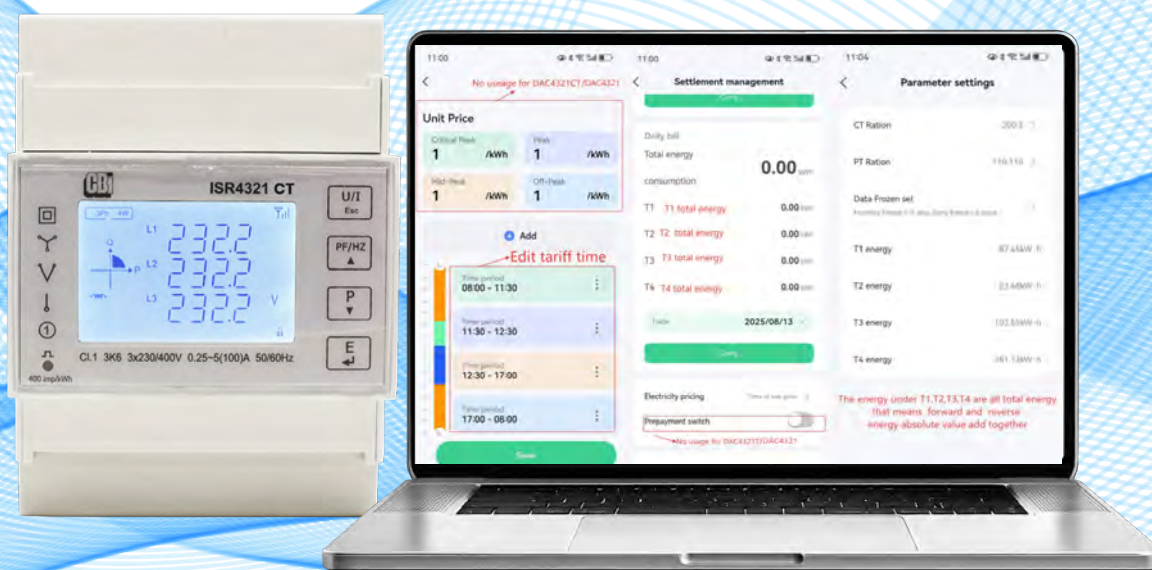 CBi
ISR4321 CT
3P4 4W
L1
232.2
Q
P
L2
232.2
L3
232.2
V
U/I
Esc
PF/HZ
P
E
Cl.1 3K6 3x230/400V 0.25~5(100)A 50/60Hz
400 imp/kWh
11:00
No useage for DAC4321CT/DAC4321
Unit Price
Critical Peak
Peak
1 /kWh
1 /kWh
Mid-Peak
Off-Peak
1 /kWh
1 /kWh
Add
Edit tariff time
Time period
08:00 - 11:30
Time period
11:30 - 12:30
Time period
12:30 - 17:00
Time period
17:00 - 08:00
Save
11:00
Settlement management
Daily bill
Total energy
consumption
0.00
T1 T1 total energy 0.00
T2 T2 total energy 0.00
T3 T3 total energy 0.00
T4 T4 total energy 0.00
2025/08/13
Electricity pricing
Prepayment switch
No usage for DAC4321CT/DAC4321
11:04
Parameter settings
CT Ration
PT Ration
Data Frozen set
T1 energy
T2 energy
T3 energy
T4 energy
The energy under T1,T2,T3,T4 are all total energy
that means forward and reverse
energy absolute value add together